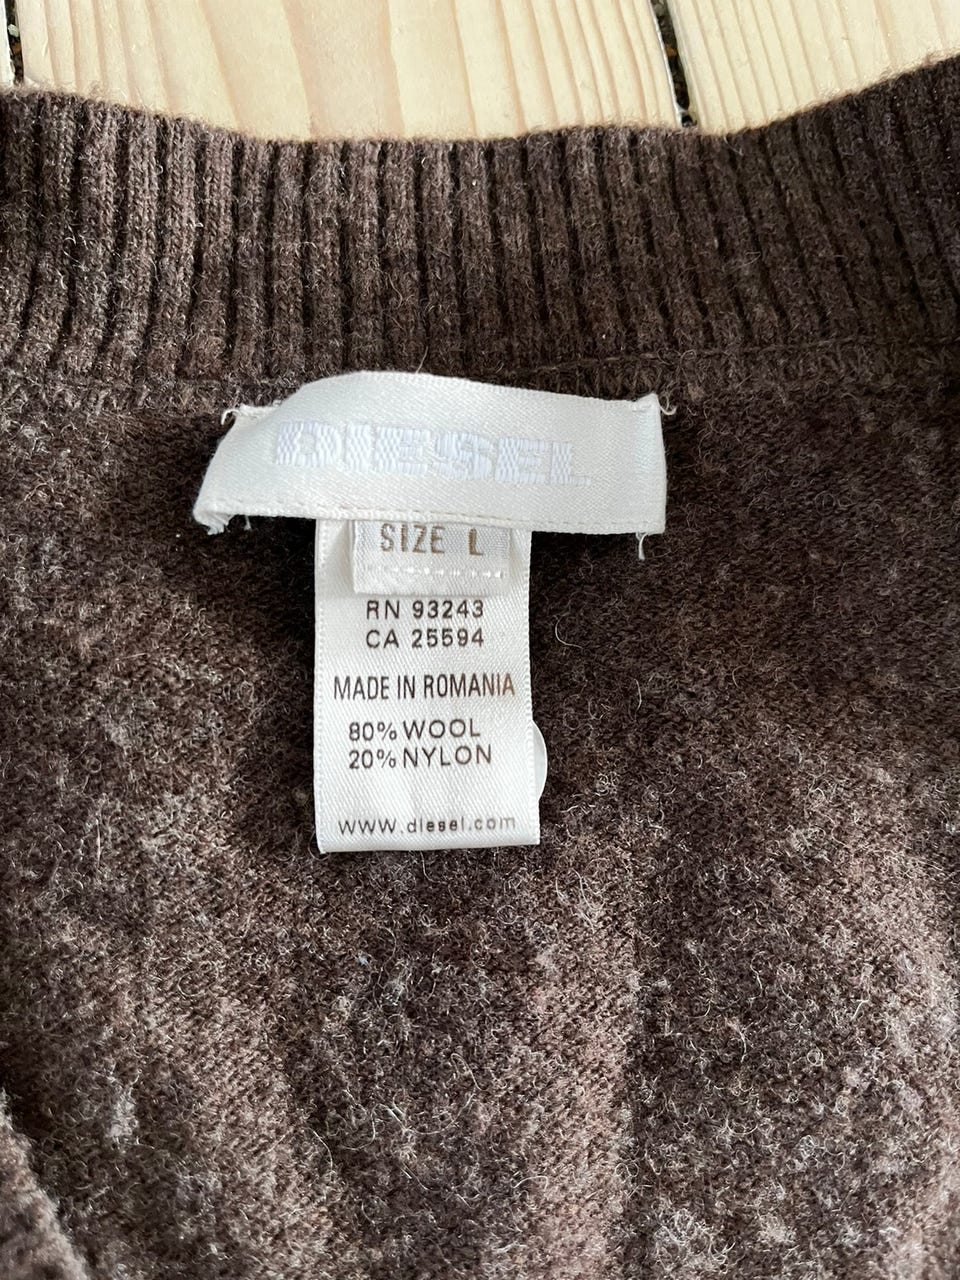 DIESEL
SIZE L
RN 93243
CA 25594
MADE IN ROMANIA
80% WOOL
20% NYLON
www.diesel.com